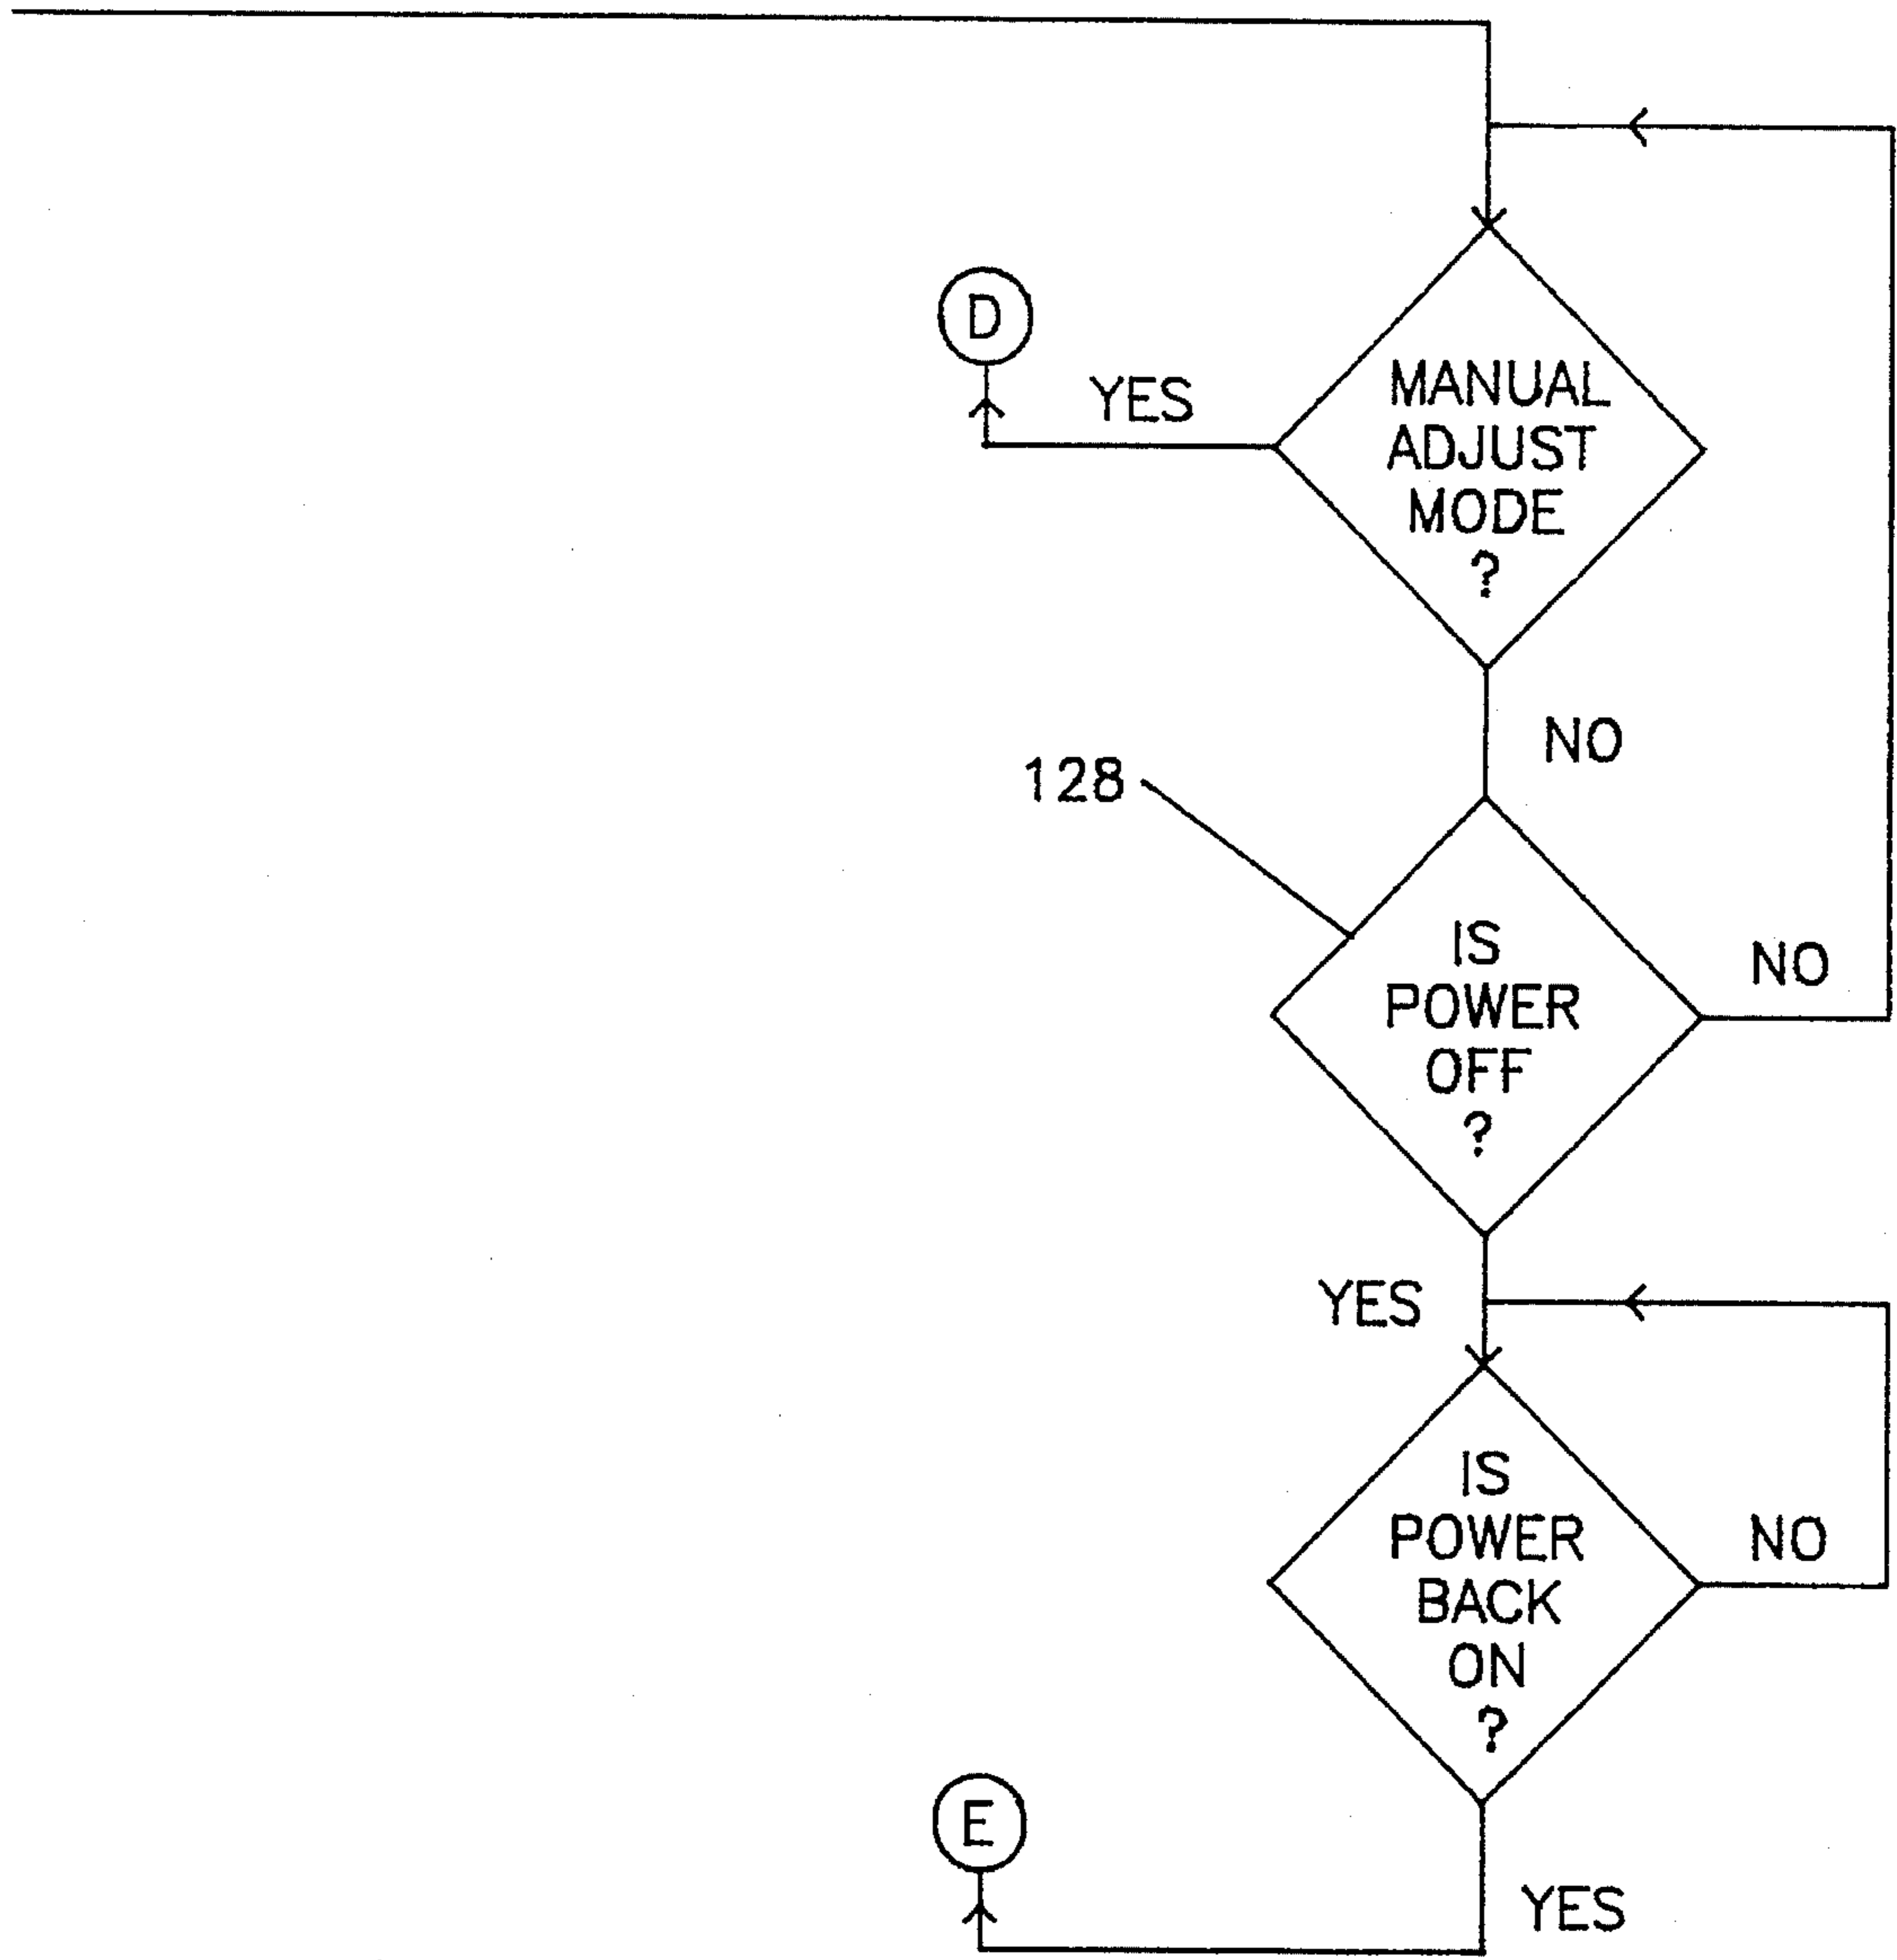 D
YES
MANUAL
ADJUST
MODE
?
NO
128
IS
POWER
OFF
?
NO
YES
IS
POWER
BACK
ON
?
NO
E
YES